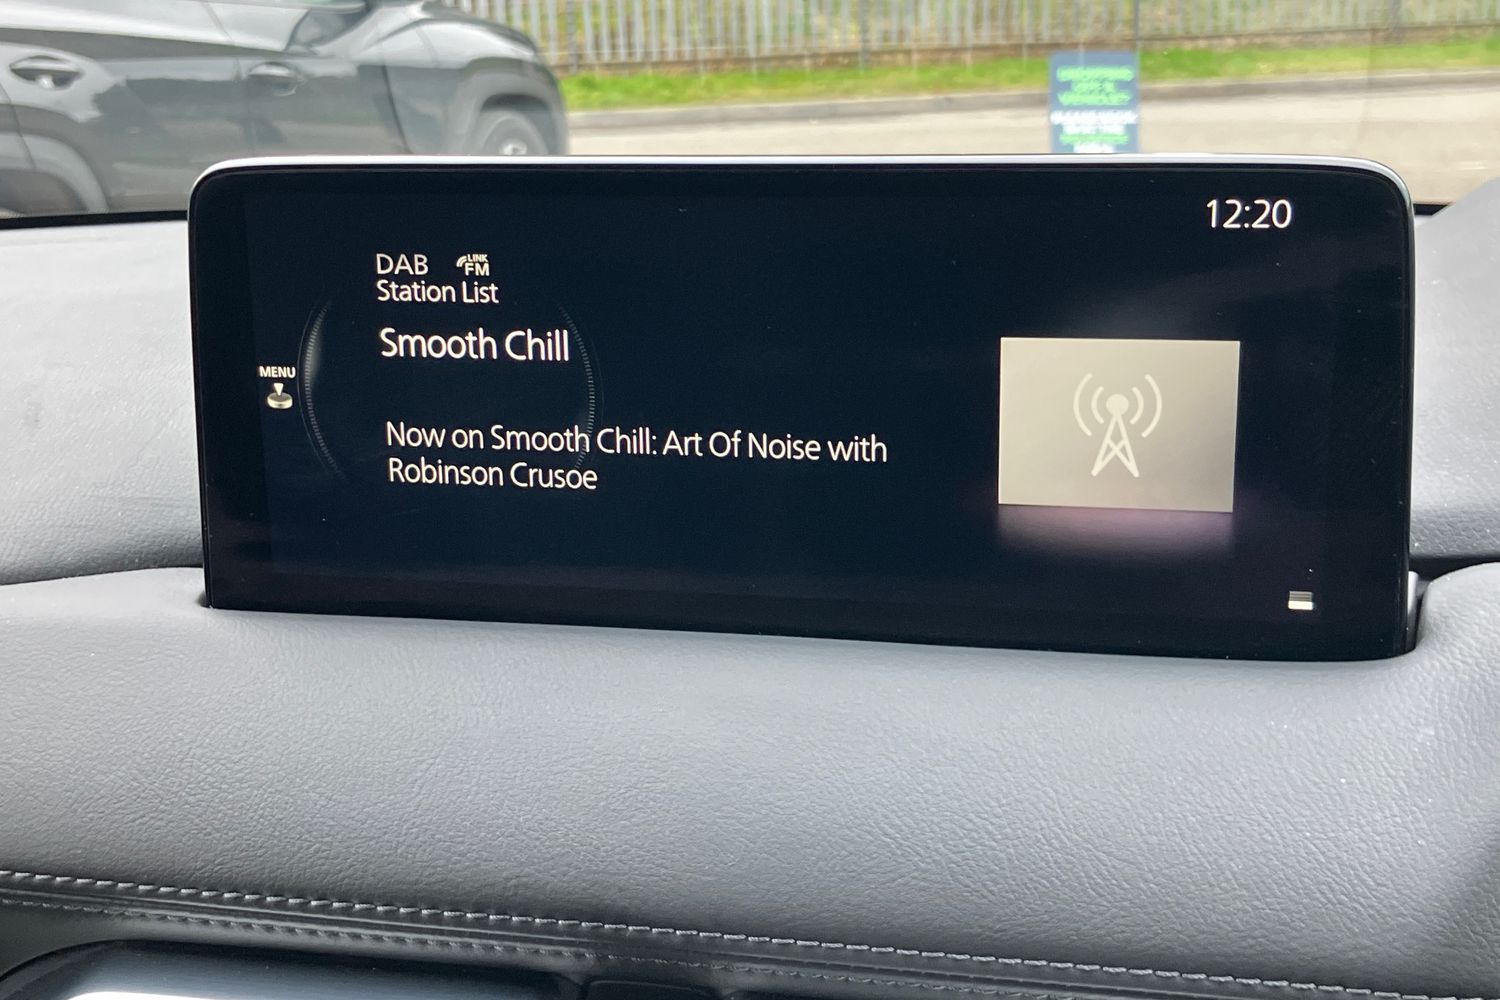 12:20
DAB LINK FM
Station List
Smooth Chill
MENU
Now on Smooth Chill: Art Of Noise with
Robinson Crusoe